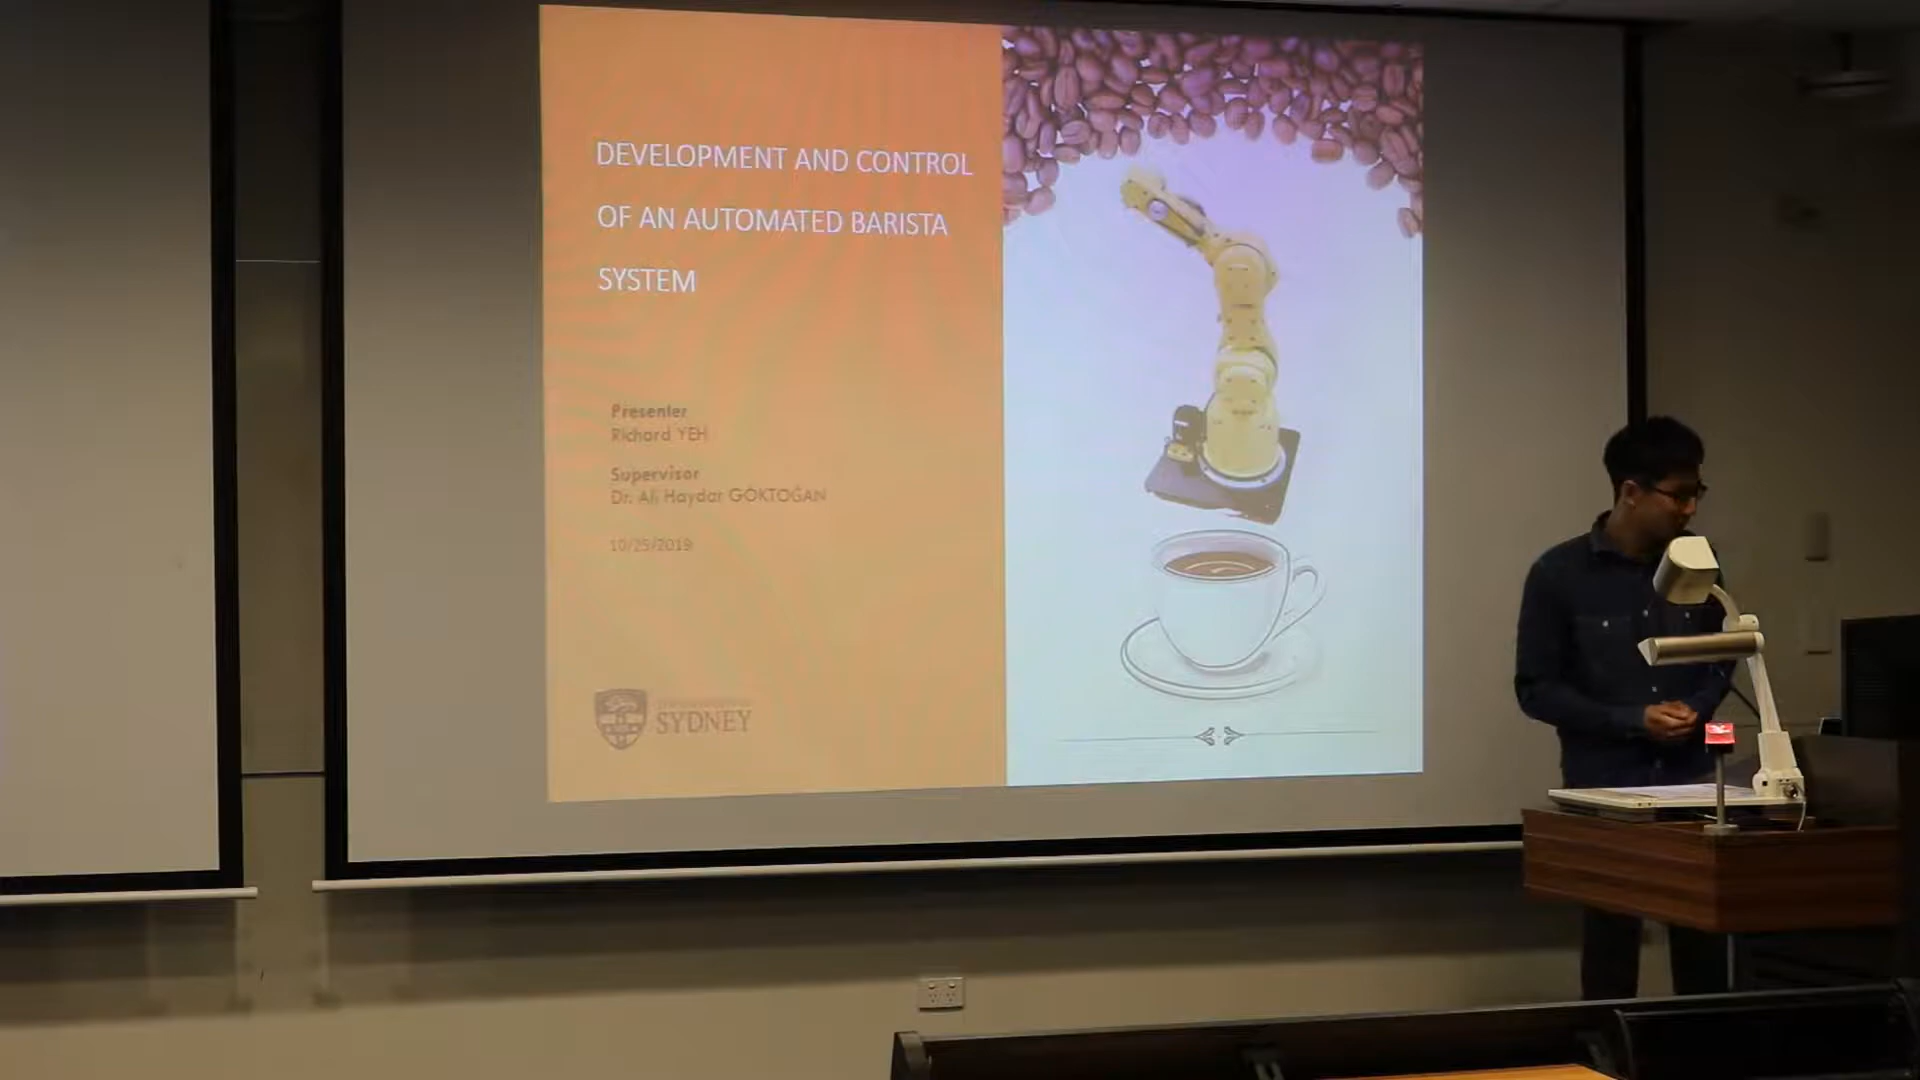 DEVELOPMENT AND CONTROL
OF AN AUTOMATED BARISTA
SYSTEM
Presenter
Richard YEH
Supervisor
Dr. Ali Haydar GÖKTOĞAN
10/25/2019
SYDNEY